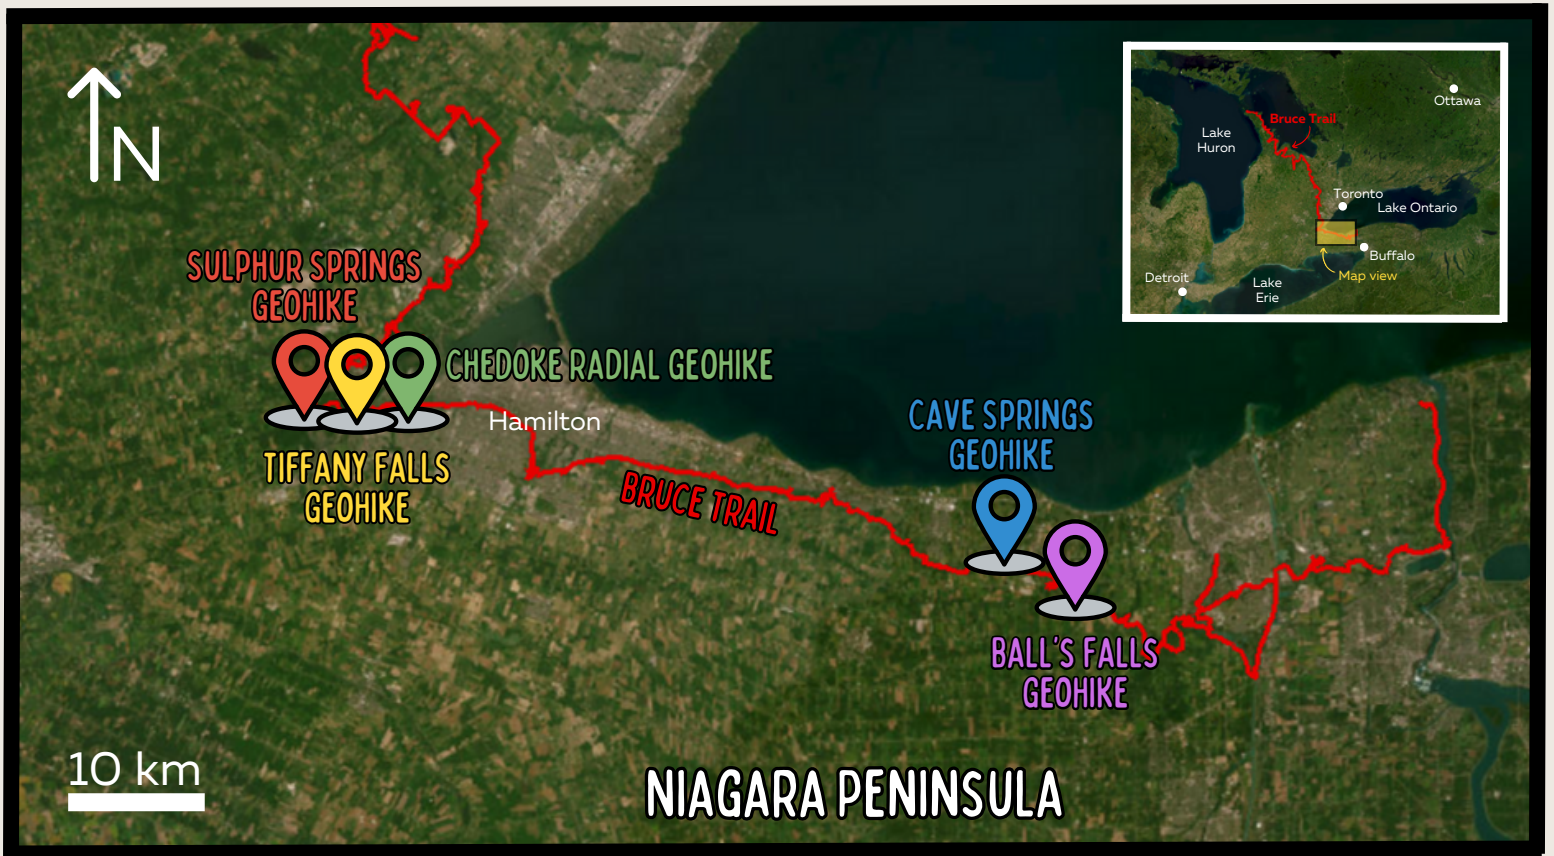 N
SULPHUR SPRINGS
GEOHIKE
CHEDOKE RADIAL GEOHIKE
Hamilton
TIFFANY FALLS
GEOHIKE
BRUCE TRAIL
CAVE SPRINGS
GEOHIKE
BALL'S FALLS
GEOHIKE
10 km
NIAGARA PENINSULA
Ottawa
Bruce Trail
Lake
Huron
Toronto
Lake Ontario
Buffalo
Map view
Detroit
Lake
Erie